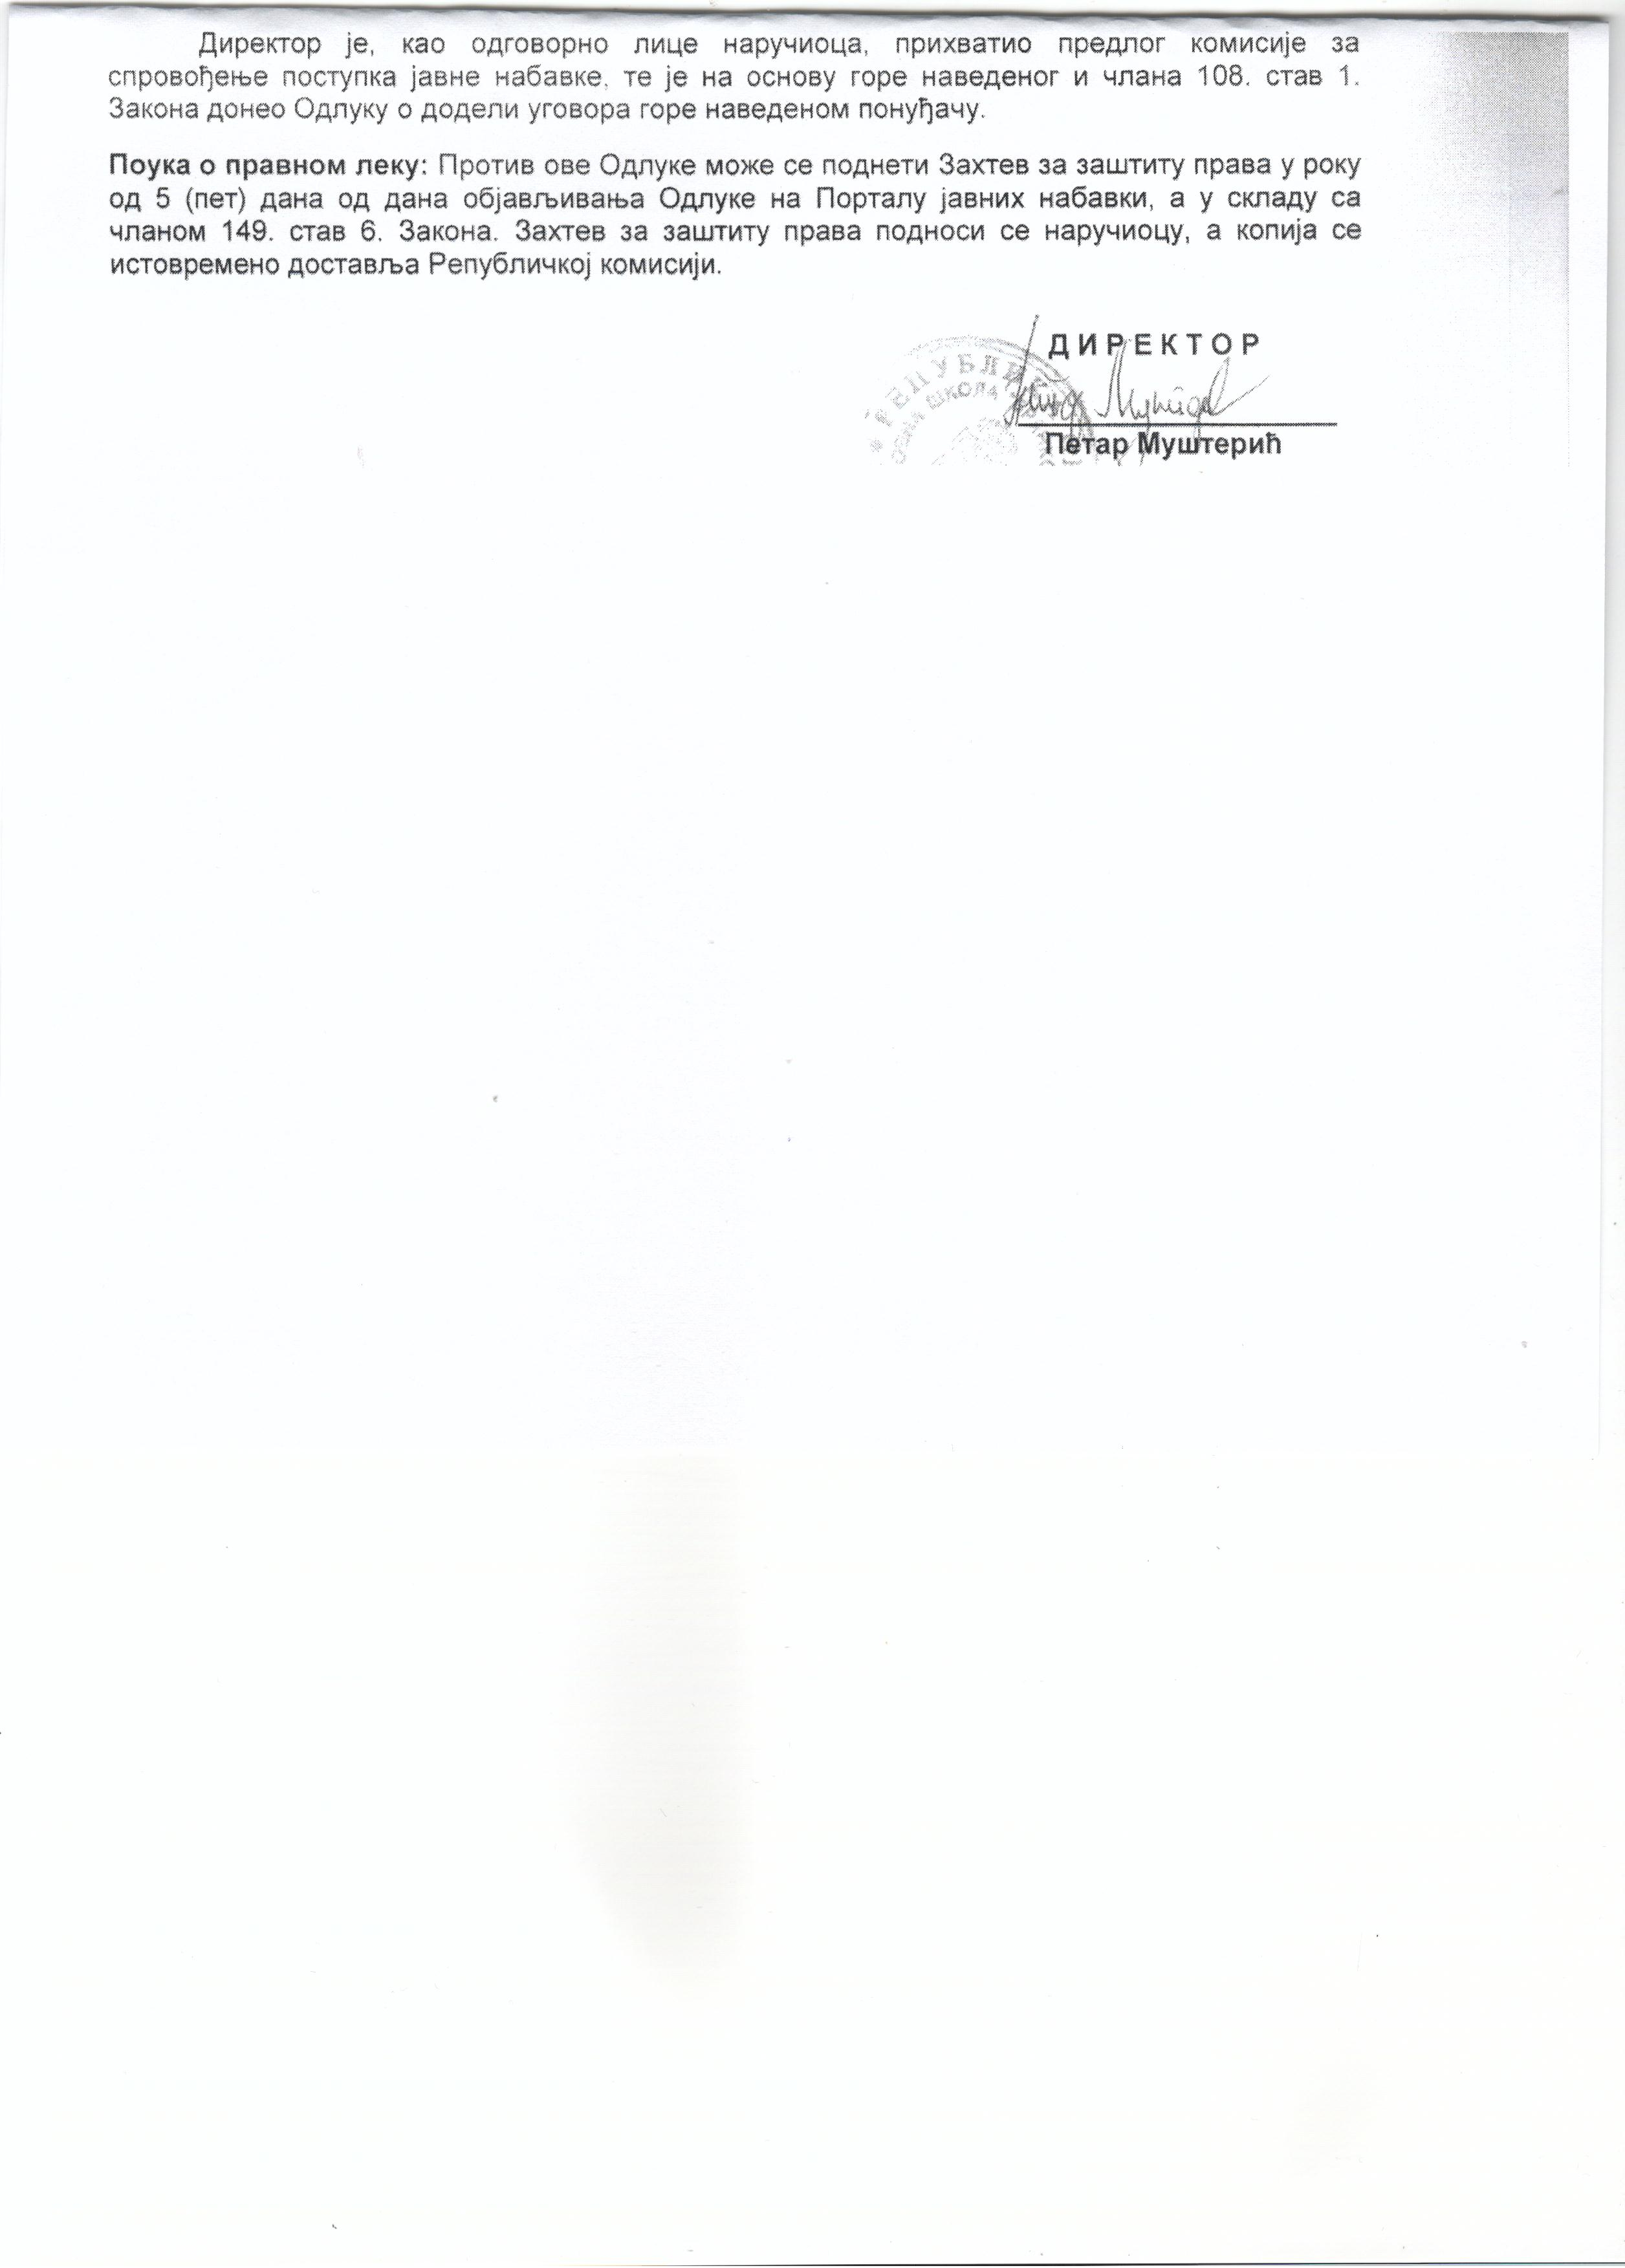 Директор је, као одговорно лице наручиоца, прихватио предлог комисије за
спровођење поступка јавне набавке, те је на основу горе наведеног и члана 108. став 1.
Закона донео Одлуку о додели уговора горе наведеном понуђачу.
Поука о правном леку: Против ове Одлуке може се поднети Захтев за заштиту права у року
од 5 (пет) дана од дана објављивања Одлуке на Порталу јавних набавки, а у складу са
чланом 149. став 6. Закона. Захтев за заштиту права подноси се наручиоцу, а копија се
истовремено доставља Републичкој комисији.
ДИРЕКТОР
ШКОЛА
Петар Муштерић